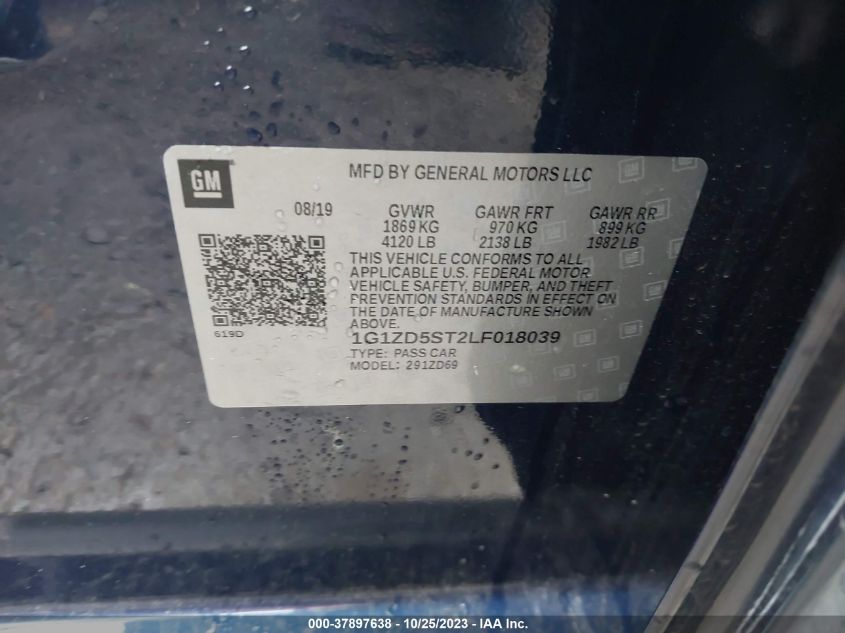 GM
MFD BY GENERAL MOTORS LLC
08/19 GVWR GAWR FRT GAWR RR
1869 KG 970 KG 899 KG
4120 LB 2138 LB 1982 LB
THIS VEHICLE CONFORMS TO ALL
APPLICABLE U.S. FEDERAL MOTOR
VEHICLE SAFETY, BUMPER, AND THEFT
PREVENTION STANDARDS IN EFFECT ON
THE DATE OF MANUFACTURE SHOWN
ABOVE.
619D
1G1ZD5ST2LF018039
TYPE: PASS CAR
MODEL: 291ZD69
000-37897638 - 10/25/2023 - IAA Inc.